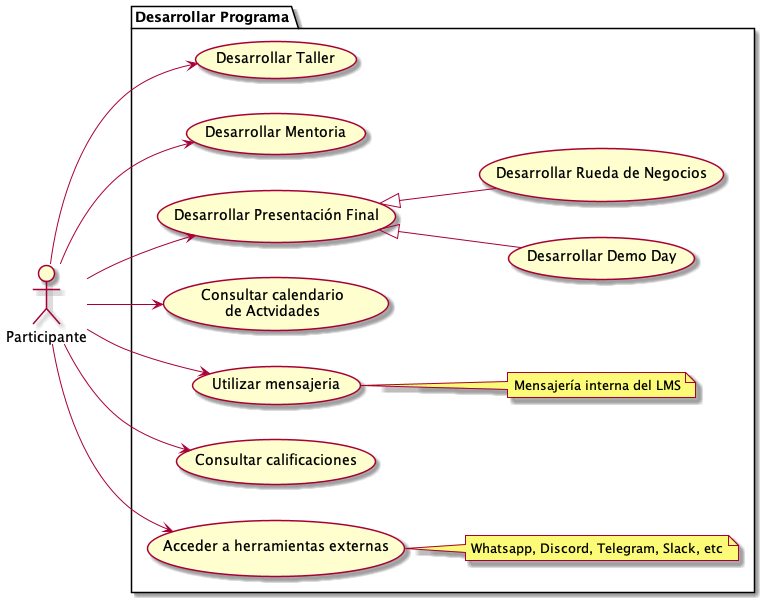 Desarrollar Programa
Desarrollar Taller
Desarrollar Mentoria
Desarrollar Rueda de Negocios
Desarrollar Presentación Final
Desarrollar Demo Day
Consultar calendario
de Actvidades
Participante
Utilizar mensajeria
Mensajería interna del LMS
Consultar calificaciones
Acceder a herramientas externas
Whatsapp, Discord, Telegram, Slack, etc